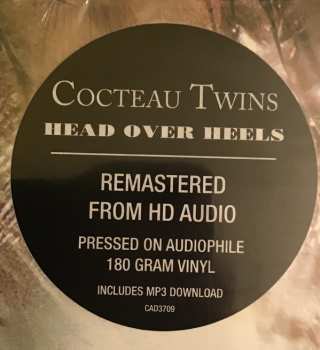 COCTEAU TWINS
HEAD OVER HEELS
REMASTERED
FROM HD AUDIO
PRESSED ON AUDIOPHILE
180 GRAM VINYL
INCLUDES MP3 DOWNLOAD
CAD3709